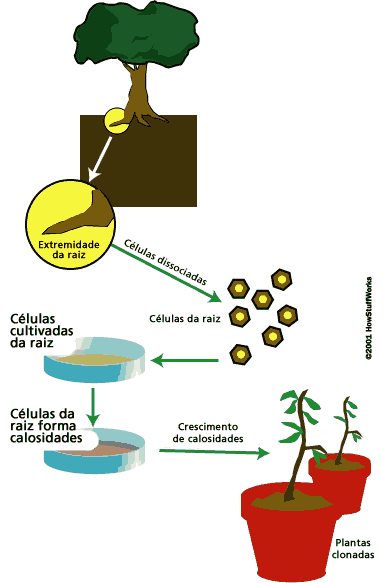 Extremidade
da raiz
Células dissociadas
Células da raiz
©2001 HowStuffWorks
Células
cultivadas
da raiz
Células da
raiz forma
calosidades
Crescimento
de calosidades
Plantas
clonadas